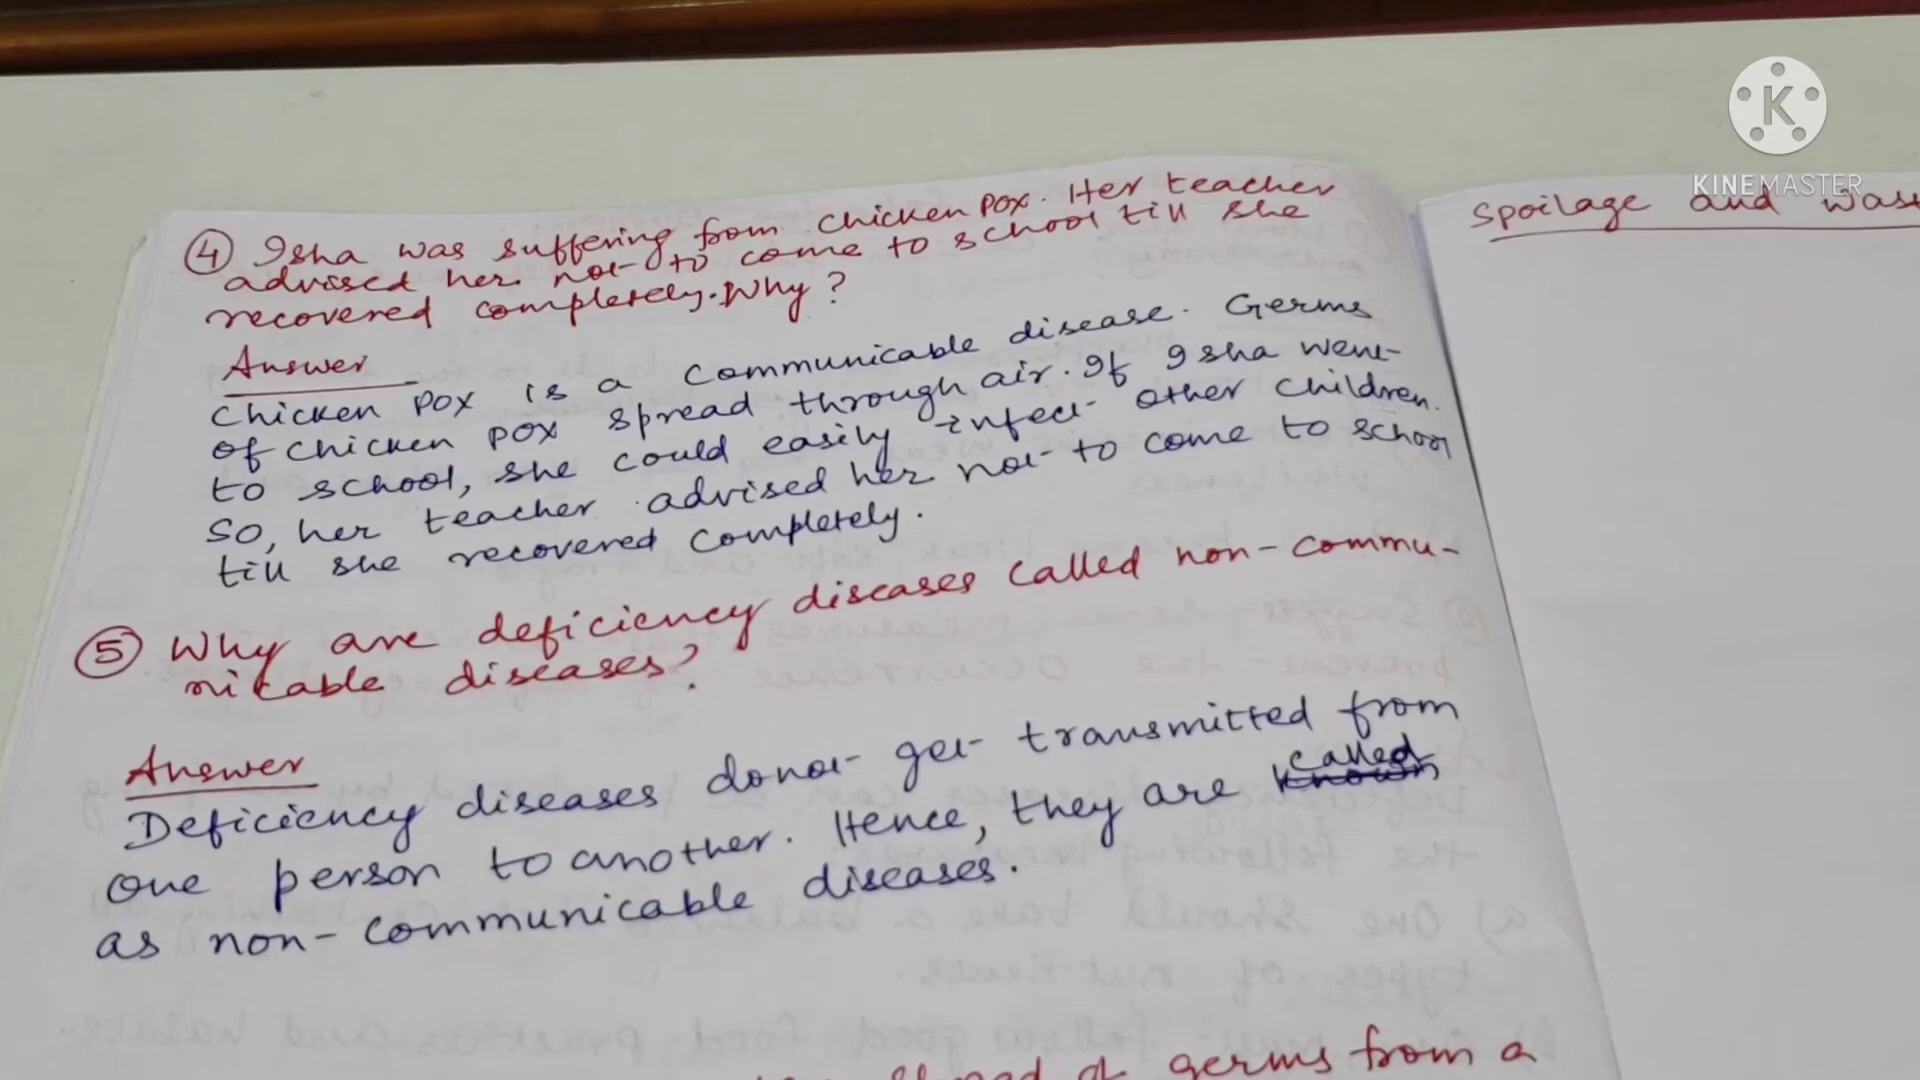 K
KINEMASTER
④ Isha was suffering from chicken pox. Her teacher
advised her not to come to school till she
recovered completely. Why?
Answer
Chicken pox is a communicable disease. Germs
of chicken pox spread through air. If Isha went
to school, she could easily infect other children.
So, her teacher advised her not to come to school
till she recovered completely.
⑤ Why are deficiency diseases called non-commu-
nicable diseases?
Answer
Deficiency diseases donot get transmitted from
one person to another. Hence, they are known called
as non-communicable diseases.
of germs from a
Spoilage and